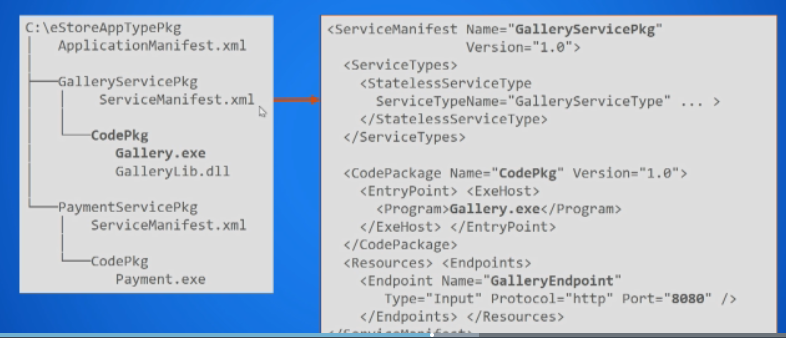 C:\eStoreAppTypePkg
ApplicationManifest.xml
GalleryServicePkg
ServiceManifest.xml
CodePkg
Gallery.exe
GalleryLib.dll
PaymentServicePkg
ServiceManifest.xml
CodePkg
Payment.exe
<ServiceManifest Name="GalleryServicePkg"
Version="1.0">
<ServiceTypes>
<StatelessServiceType
ServiceTypeName="GalleryServiceType" ... >
</StatelessServiceType>
</ServiceTypes>
<CodePackage Name="CodePkg" Version="1.0">
<EntryPoint> <ExeHost>
<Program>Gallery.exe</Program>
</ExeHost> </EntryPoint>
</CodePackage>
<Resources> <Endpoints>
<Endpoint Name="GalleryEndpoint"
Type="Input" Protocol="http" Port="8080" />
</Endpoints> </Resources>
</ServiceManifest>